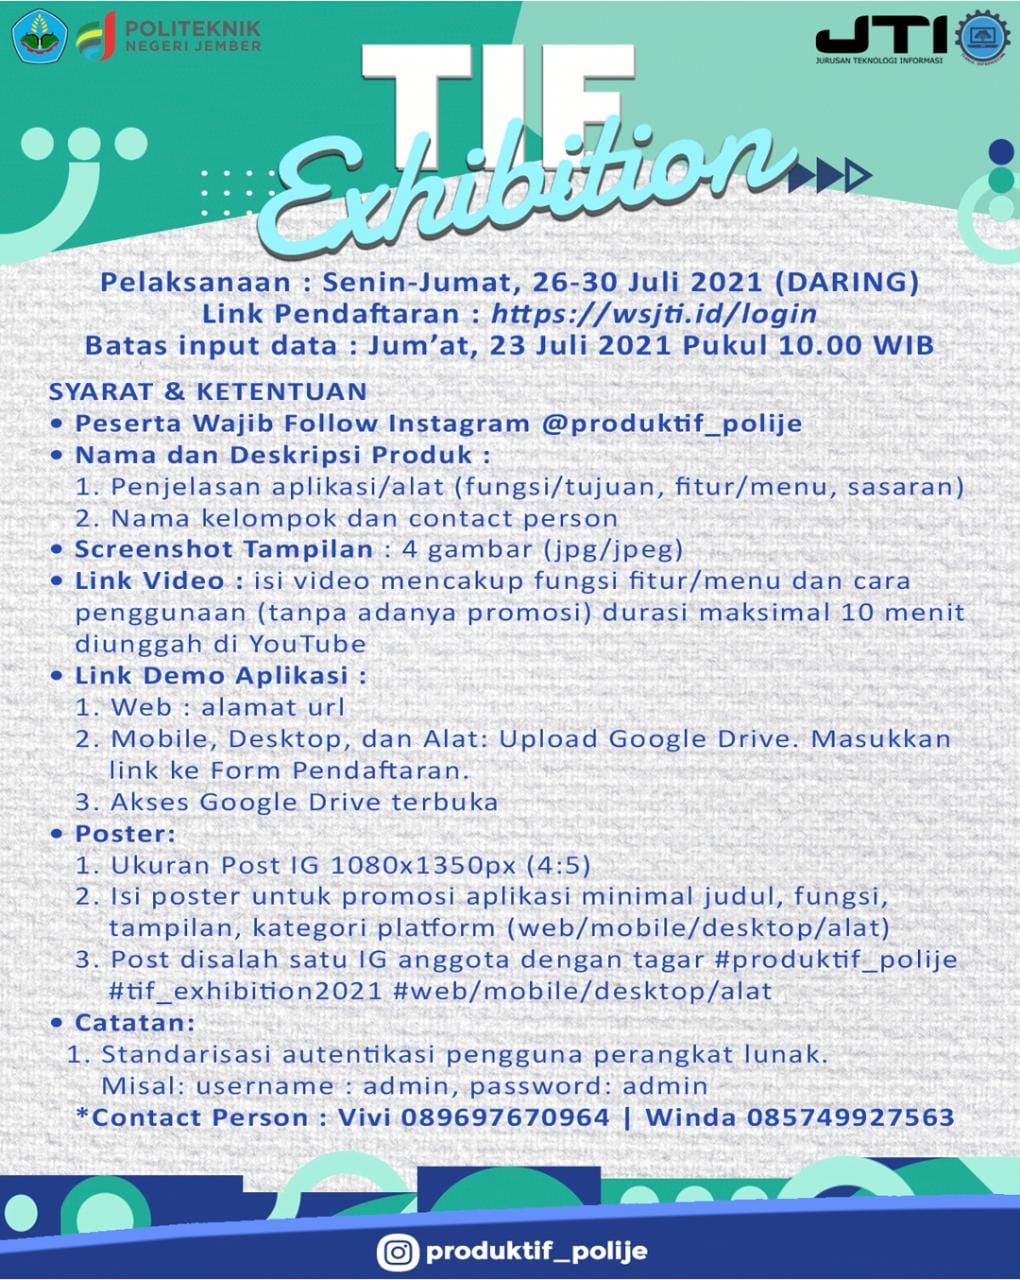 POLITEKNIK
NEGERI JEMBER
JTI
JURUSAN TEKNOLOGI INFORMASI
TIF
Exhibition
Pelaksanaan : Senin-Jumat, 26-30 Juli 2021 (DARING)
Link Pendaftaran : https://wsjti.id/login
Batas input data : Jum'at, 23 Juli 2021 Pukul 10.00 WIB
SYARAT & KETENTUAN
• Peserta Wajib Follow Instagram @produktif_polije
• Nama dan Deskripsi Produk :
1. Penjelasan aplikasi/alat (fungsi/tujuan, fitur/menu, sasaran)
2. Nama kelompok dan contact person
• Screenshot Tampilan : 4 gambar (jpg/jpeg)
• Link Video : isi video mencakup fungsi fitur/menu dan cara
penggunaan (tanpa adanya promosi) durasi maksimal 10 menit
diunggah di YouTube
• Link Demo Aplikasi :
1. Web : alamat url
2. Mobile, Desktop, dan Alat: Upload Google Drive. Masukkan
link ke Form Pendaftaran.
3. Akses Google Drive terbuka
• Poster:
1. Ukuran Post IG 1080x1350px (4:5)
2. Isi poster untuk promosi aplikasi minimal judul, fungsi,
tampilan, kategori platform (web/mobile/desktop/alat)
3. Post disalah satu IG anggota dengan tagar #produktif_polije
#tif_exhibition2021 #web/mobile/desktop/alat
• Catatan:
1. Standarisasi autentikasi pengguna perangkat lunak.
Misal: username : admin, password: admin
*Contact Person : Vivi 089697670964 | Winda 085749927563
produktif_polije